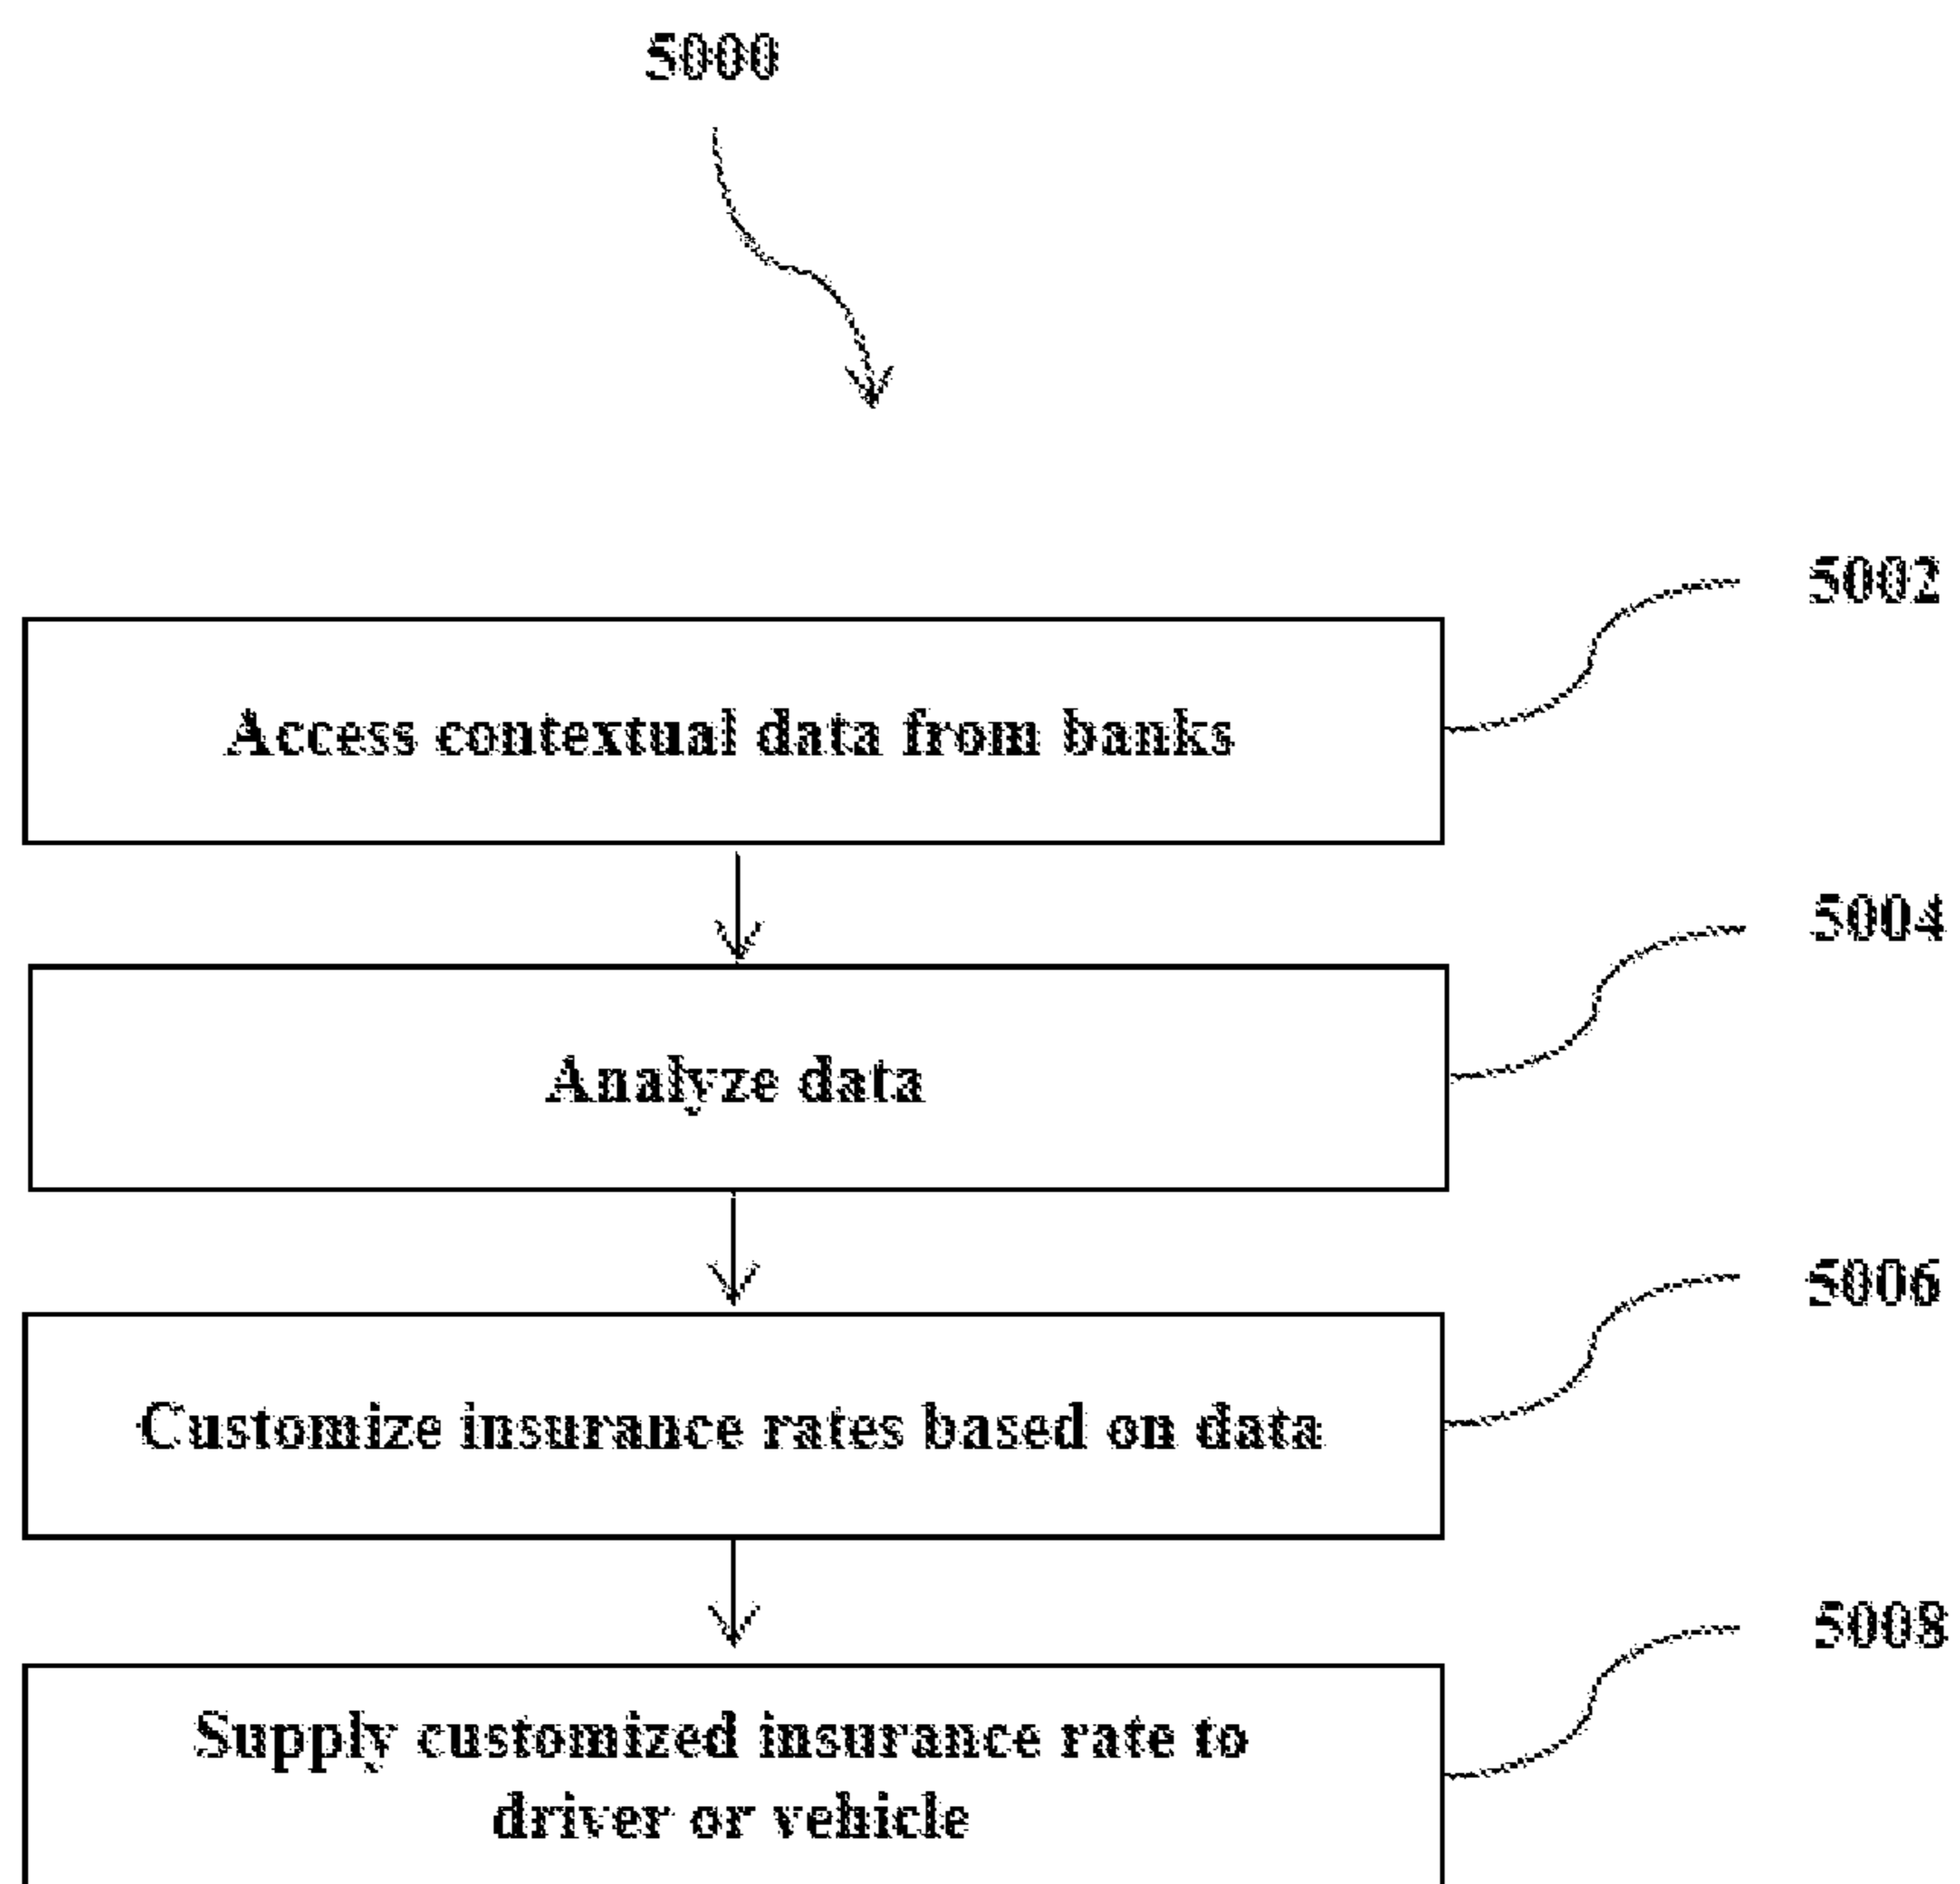 5000
5002
Access contextual data from banks
5004
Analyze data
5006
Customize insurance rates based on data
5008
Supply customized insurance rate to
driver or vehicle